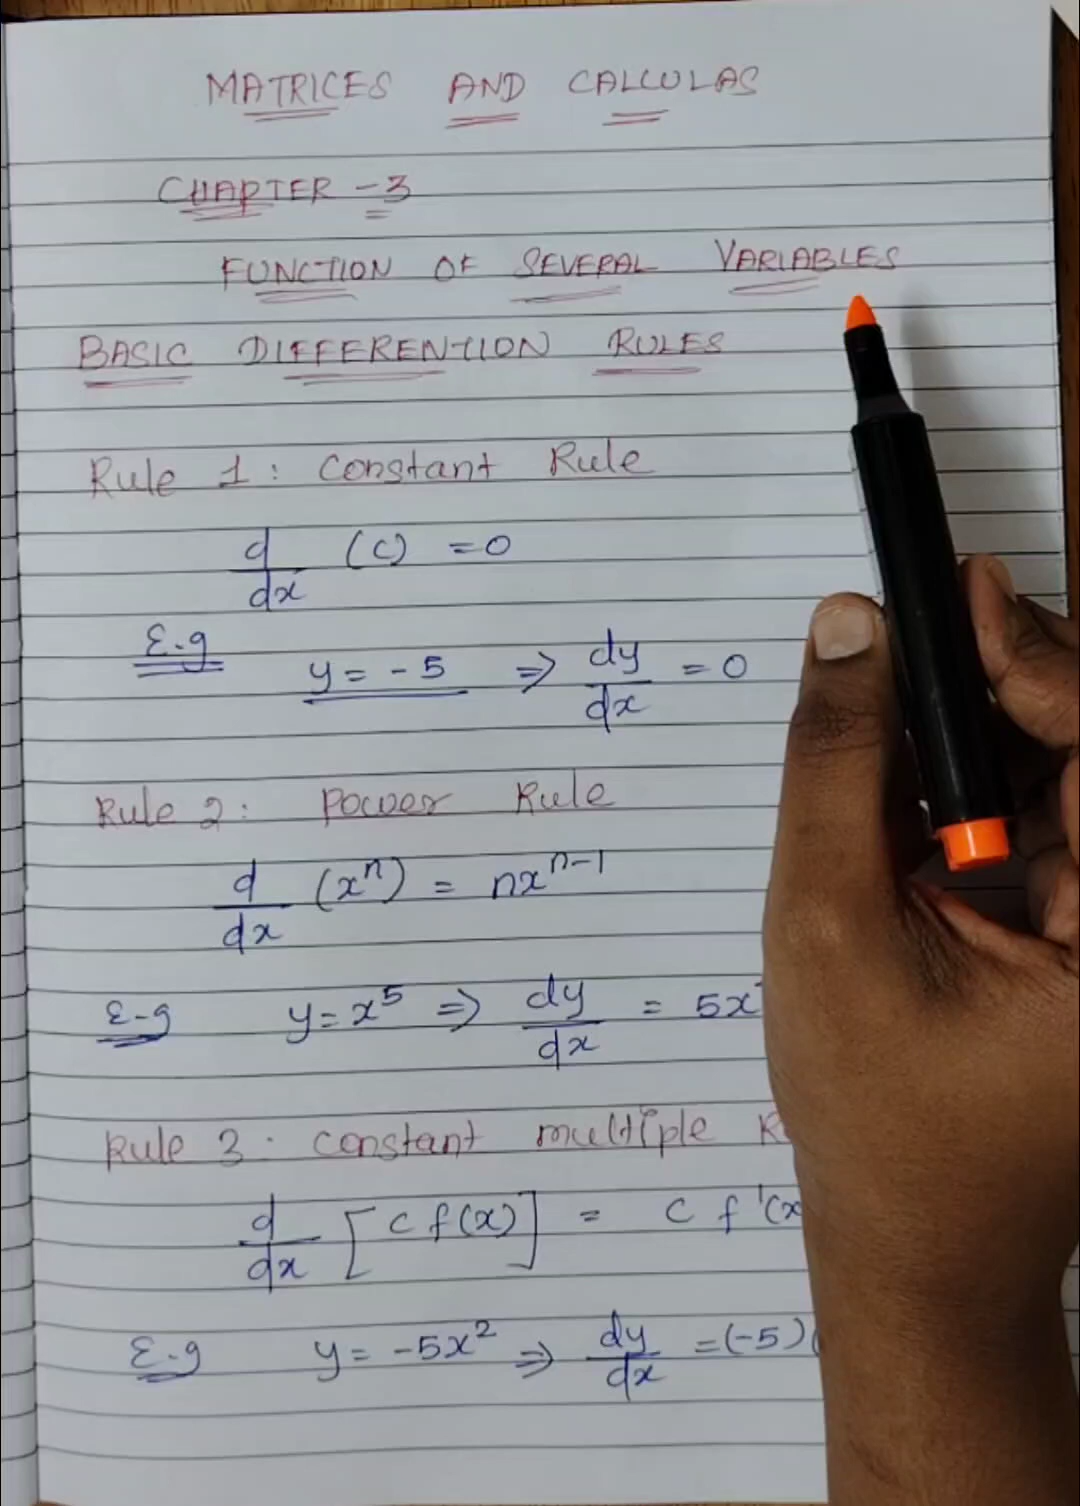 MATRICES AND CALCULAS
CHAPTER - 3
FUNCTION OF SEVERAL VARIABLES
BASIC DIFFERENTION RULES
Rule 1 : Constant Rule
d/dx (c) = 0
E.g y = -5 ⇒ dy/dx = 0
Rule 2 : Power Rule
d/dx (x^n) = nx^(n-1)
E-g y = x^5 ⇒ dy/dx = 5x
Rule 3 : constant multiple
d/dx [c f(x)] = c f'(x
E.g y = -5x^2 ⇒ dy/dx = (-5)(